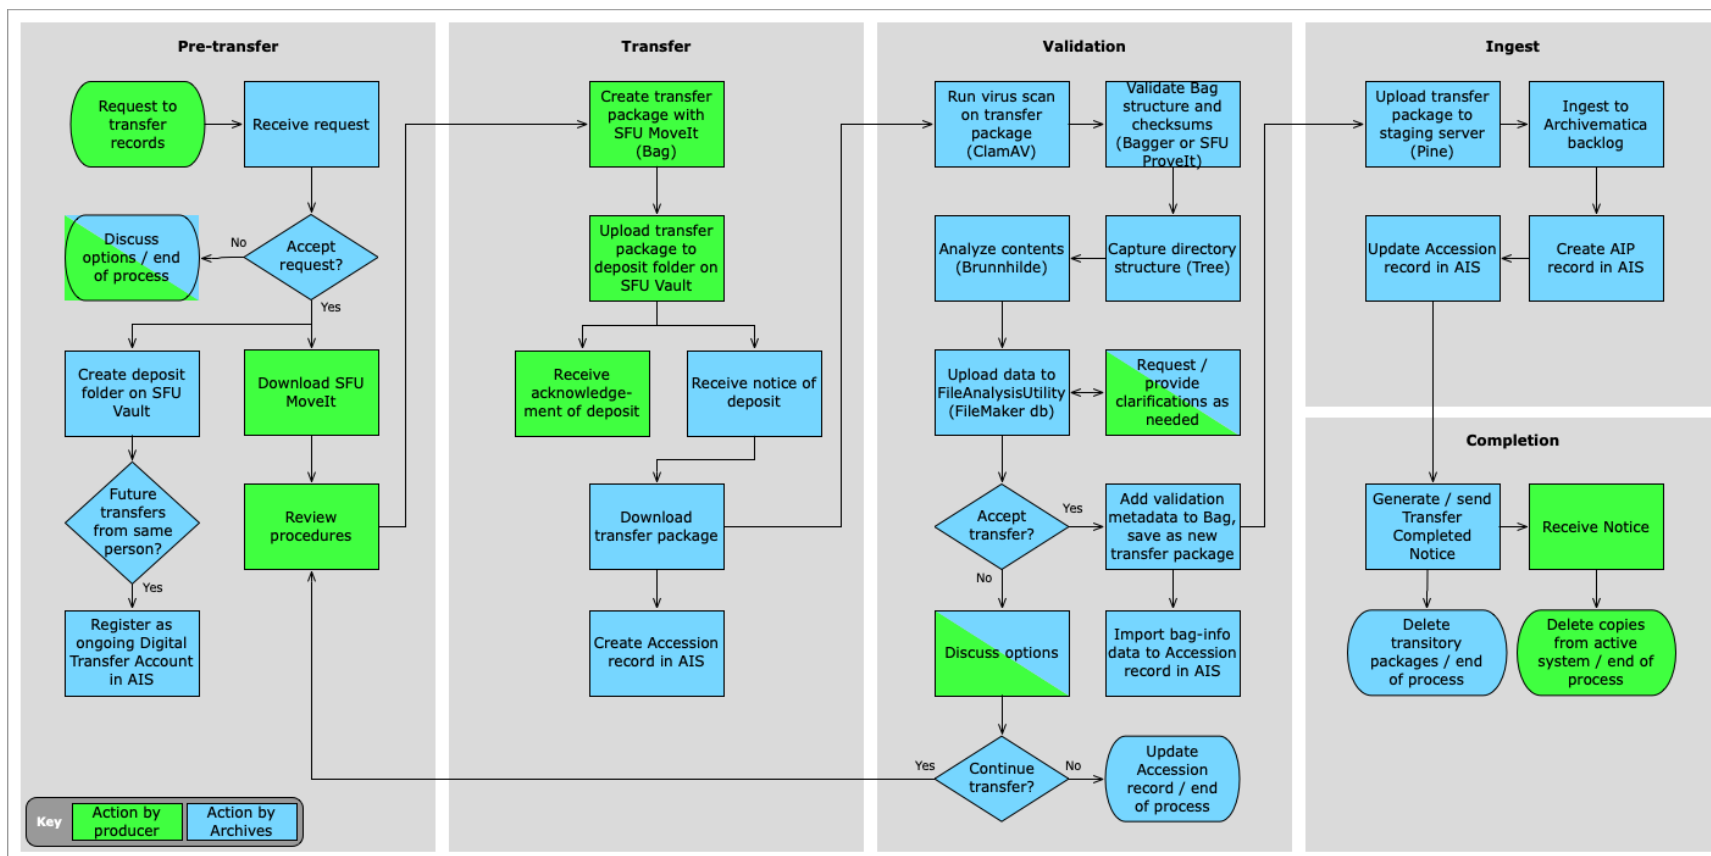 Pre-transfer
Request to
transfer
records
Receive request
Accept
request?
No
Discuss
options / end
of process
Yes
Create deposit
folder on SFU
Vault
Download SFU
MoveIt
Future
transfers
from same
person?
Yes
Review
procedures
Register as
ongoing Digital
Transfer Account
in AIS
Key
Action by
producer
Action by
Archives
Transfer
Create transfer
package with
SFU MoveIt
(Bag)
Upload transfer
package to
deposit folder on
SFU Vault
Receive
acknowledge-
ment of deposit
Receive notice of
deposit
Download
transfer package
Create Accession
record in AIS
Validation
Run virus scan
on transfer
package
(ClamAV)
Validate Bag
structure and
checksums
(Bagger or SFU
ProveIt)
Analyze contents
(Brunnhilde)
Capture directory
structure (Tree)
Upload data to
FileAnalysisUtility
(FileMaker db)
Request /
provide
clarifications as
needed
Accept
transfer?
Yes
Add validation
metadata to Bag,
save as new
transfer package
No
Discuss options
Import bag-info
data to Accession
record in AIS
Yes
Continue
transfer?
No
Update
Accession
record / end
of process
Ingest
Upload transfer
package to
staging server
(Pine)
Ingest to
Archivematica
backlog
Update Accession
record in AIS
Create AIP
record in AIS
Completion
Generate / send
Transfer
Completed
Notice
Receive Notice
Delete
transitory
packages / end
of process
Delete copies
from active
system / end of
process